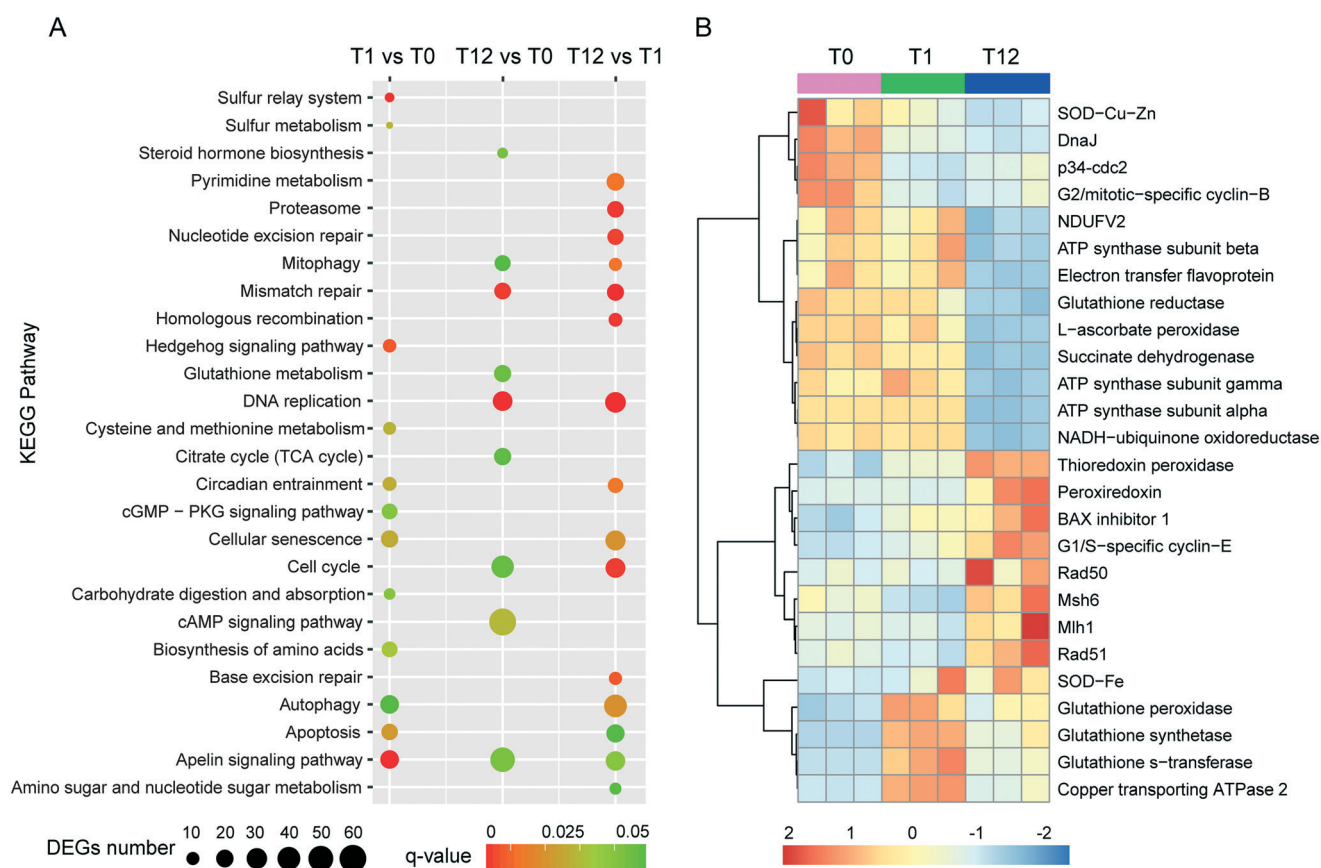 A
B
T1 vs T0 T12 vs T0 T12 vs T1
T0 T1 T12
KEGG Pathway
Sulfur relay system
Sulfur metabolism
Steroid hormone biosynthesis
Pyrimidine metabolism
Proteasome
Nucleotide excision repair
Mitophagy
Mismatch repair
Homologous recombination
Hedgehog signaling pathway
Glutathione metabolism
DNA replication
Cysteine and methionine metabolism
Citrate cycle (TCA cycle)
Circadian entrainment
cGMP − PKG signaling pathway
Cellular senescence
Cell cycle
Carbohydrate digestion and absorption
cAMP signaling pathway
Biosynthesis of amino acids
Base excision repair
Autophagy
Apoptosis
Apelin signaling pathway
Amino sugar and nucleotide sugar metabolism
10 20 30 40 50 60
DEGs number
0 0.025 0.05
q-value
SOD−Cu−Zn
DnaJ
p34-cdc2
G2/mitotic−specific cyclin−B
NDUFV2
ATP synthase subunit beta
Electron transfer flavoprotein
Glutathione reductase
L−ascorbate peroxidase
Succinate dehydrogenase
ATP synthase subunit gamma
ATP synthase subunit alpha
NADH−ubiquinone oxidoreductase
Thioredoxin peroxidase
Peroxiredoxin
BAX inhibitor 1
G1/S−specific cyclin−E
Rad50
Msh6
Mlh1
Rad51
SOD−Fe
Glutathione peroxidase
Glutathione synthetase
Glutathione s−transferase
Copper transporting ATPase 2
2 1 0 -1 -2